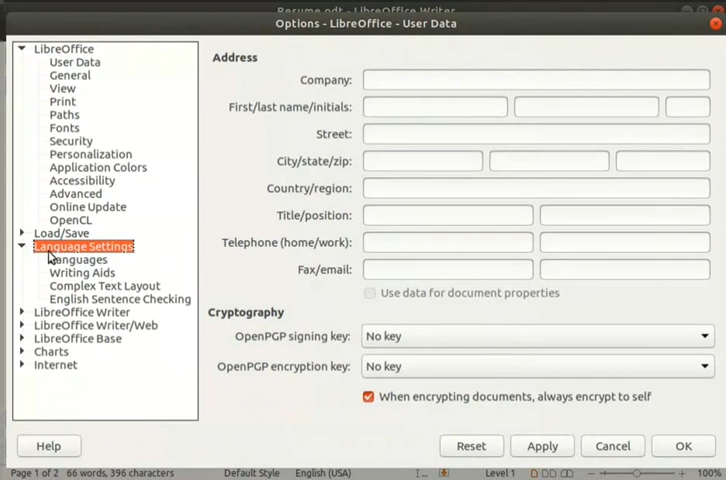 Resume.odt - LibreOffice Writer
Options - LibreOffice - User Data
LibreOffice
User Data
General
View
Print
Paths
Fonts
Security
Personalization
Application Colors
Accessibility
Advanced
Online Update
OpenCL
Load/Save
Language Settings
Languages
Writing Aids
Complex Text Layout
English Sentence Checking
LibreOffice Writer
LibreOffice Writer/Web
LibreOffice Base
Charts
Internet
Address
Company:
First/last name/initials:
Street:
City/state/zip:
Country/region:
Title/position:
Telephone (home/work):
Fax/email:
Use data for document properties
Cryptography
OpenPGP signing key: No key
OpenPGP encryption key: No key
When encrypting documents, always encrypt to self
Help Reset Apply Cancel OK
Page 1 of 2 66 words, 396 characters Default Style English (USA) Level 1 100%